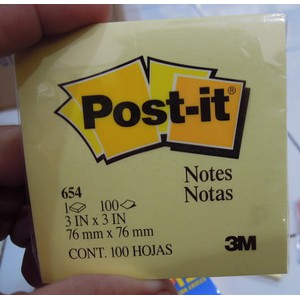 Post-it
Notes
Notas
654
1 100
3 IN x 3 IN
76 mm x 76 mm
CONT. 100 HOJAS
3M